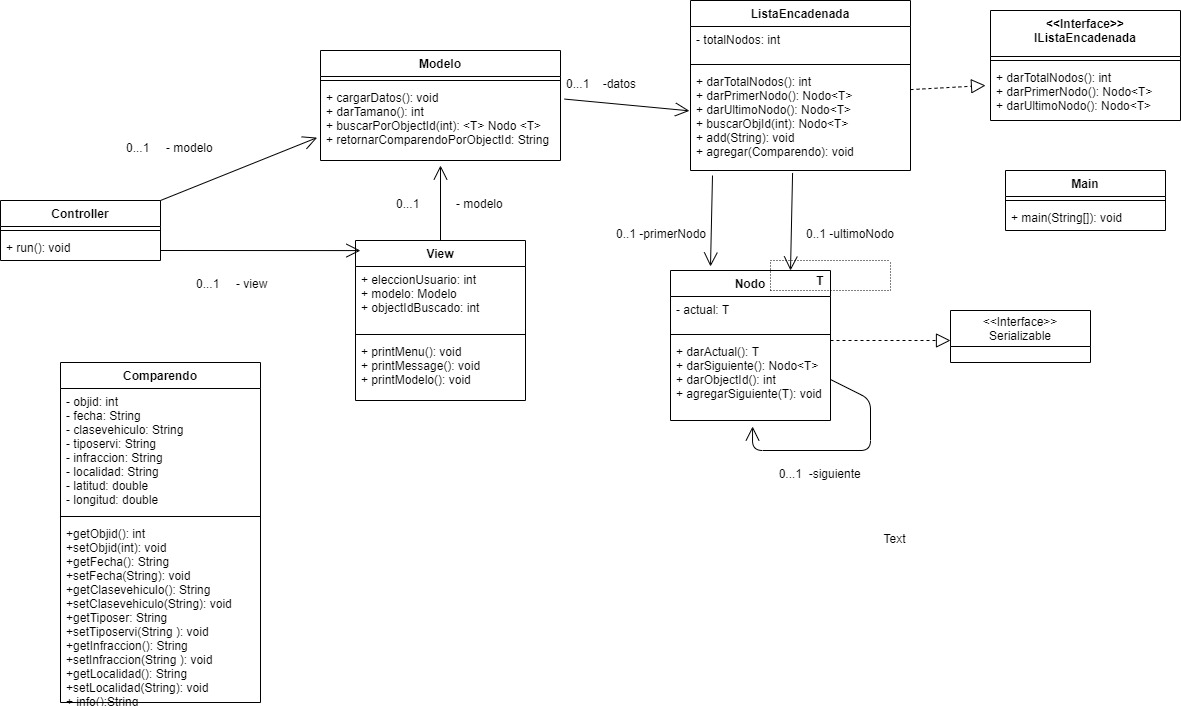 ListaEncadenada
- totalNodos: int
+ darTotalNodos(): int
+ darPrimerNodo(): Nodo<T>
+ darUltimoNodo(): Nodo<T>
+ buscarObjId(int): Nodo<T>
+ add(String): void
+ agregar(Comparendo): void
<<Interface>>
IListaEncadenada
+ darTotalNodos(): int
+ darPrimerNodo(): Nodo<T>
+ darUltimoNodo(): Nodo<T>
Modelo
+ cargarDatos(): void
+ darTamano(): int
+ buscarPorObjectId(int): <T> Nodo <T>
+ retornarComparendoPorObjectId: String
0...1 -datos
0...1 - modelo
Main
+ main(String[]): void
Controller
+ run(): void
0...1 - modelo
0...1 - view
View
+ eleccionUsuario: int
+ modelo: Modelo
+ objectIdBuscado: int
+ printMenu(): void
+ printMessage(): void
+ printModelo(): void
0..1 -primerNodo
0...1 -ultimoNodo
Nodo
T
- actual: T
+ darActual(): T
+ darSiguiente(): Nodo<T>
+ darObjectId(): int
+ agregarSiguiente(T): void
<<Interface>>
Serializable
0...1 -siguiente
Comparendo
- objid: int
- fecha: String
- clasevehiculo: String
- tiposervi: String
- infraccion: String
- localidad: String
- latitud: double
- longitud: double
+getObjid(): int
+setObjid(int): void
+getFecha(): String
+setFecha(String): void
+getClasevehiculo(): String
+setClasevehiculo(String): void
+getTiposer: String
+setTiposervi(String ): void
+getInfraccion(): String
+setInfraccion(String ): void
+getLocalidad(): String
+setLocalidad(String): void
+ info():String
Text